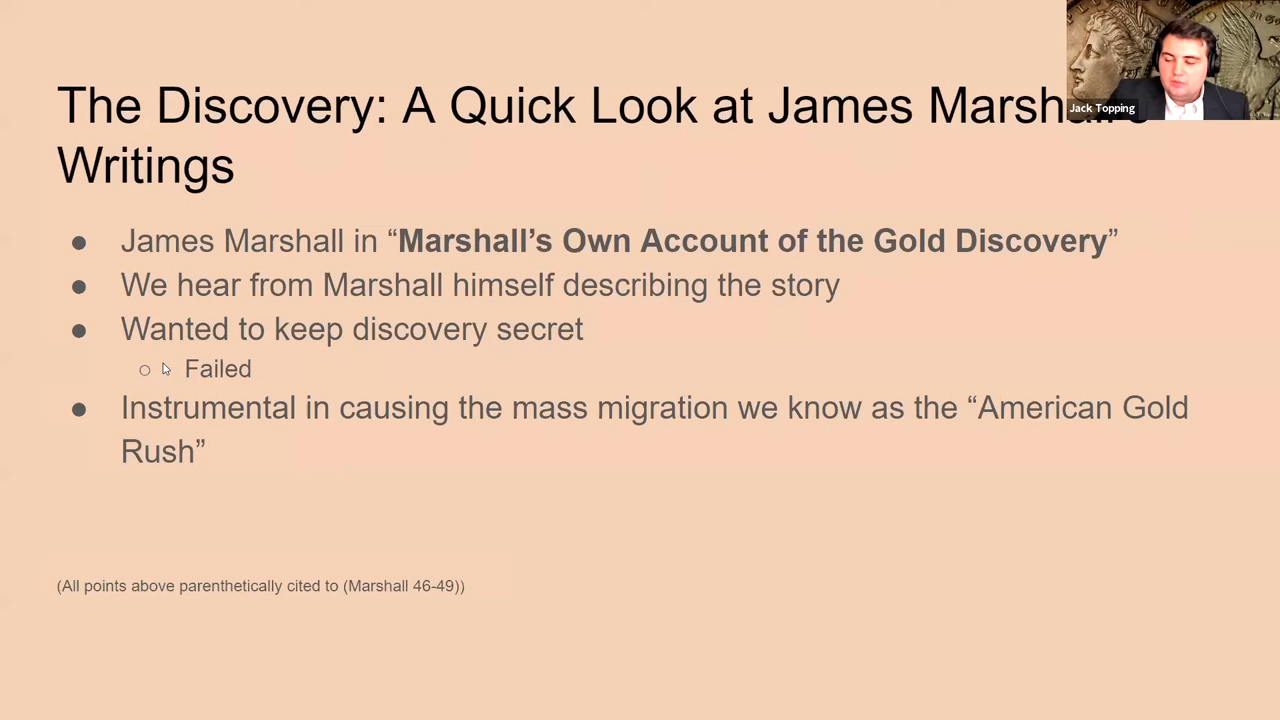 The Discovery: A Quick Look at James
Writings
● James Marshall in “Marshall’s Own Account of the Gold Discovery”
● We hear from Marshall himself describing the story
● Wanted to keep discovery secret
○ Failed
● Instrumental in causing the mass migration we know as the “American Gold
Rush”
(All points above parenthetically cited to (Marshall 46-49))
Jack Topping